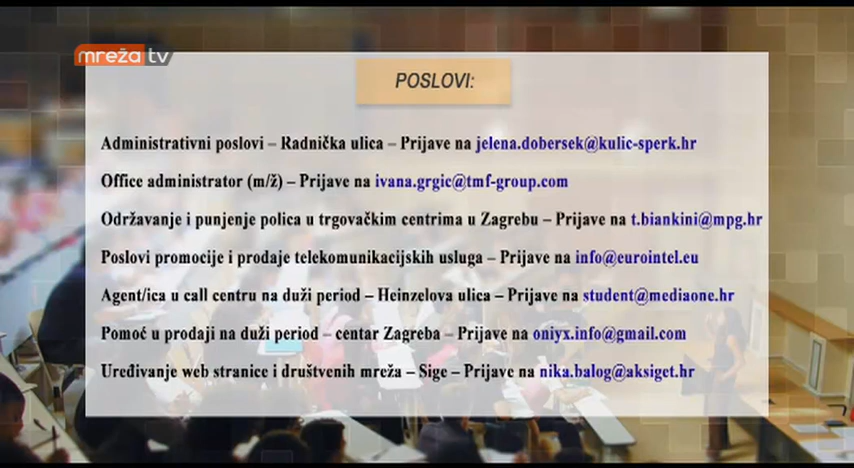 mreža tv
POSLOVI:
Administrativni poslovi – Radnička ulica – Prijave na jelena.dobersek@kulic-sperk.hr
Office administrator (m/ž) – Prijave na ivana.grgic@tmf-group.com
Održavanje i punjenje polica u trgovačkim centrima u Zagrebu – Prijave na t.biankini@mpg.hr
Poslovi promocije i prodaje telekomunikacijskih usluga – Prijave na info@eurointel.eu
Agent/ica u call centru na duži period – Heinzelova ulica – Prijave na student@mediaone.hr
Pomoć u prodaji na duži period – centar Zagreba – Prijave na oniyx.info@gmail.com
Uređivanje web stranice i društvenih mreža – Sige – Prijave na nika.balog@aksiget.hr